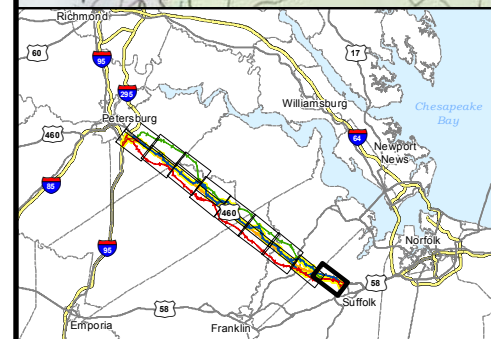 Richmond
60
95
17
295
Williamsburg
Chesapeake
Bay
Petersburg
460
64
Newport
News
85
460
95
Norfolk
58
Suffolk
58
Emporia
Franklin